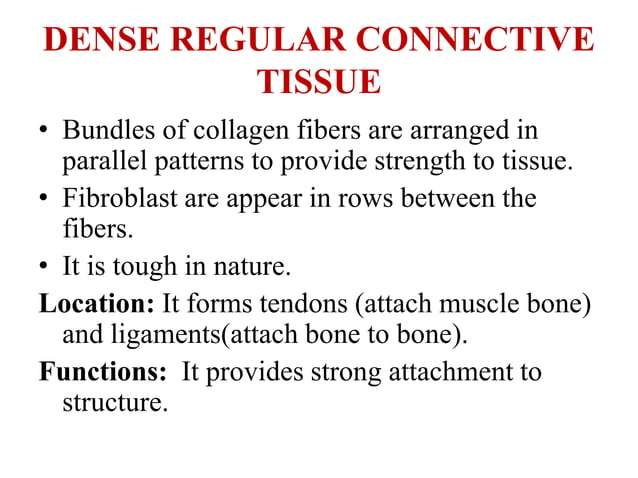 DENSE REGULAR CONNECTIVE
TISSUE
• Bundles of collagen fibers are arranged in
parallel patterns to provide strength to tissue.
• Fibroblast are appear in rows between the
fibers.
• It is tough in nature.
Location: It forms tendons (attach muscle bone)
and ligaments(attach bone to bone).
Functions:  It provides strong attachment to
structure.